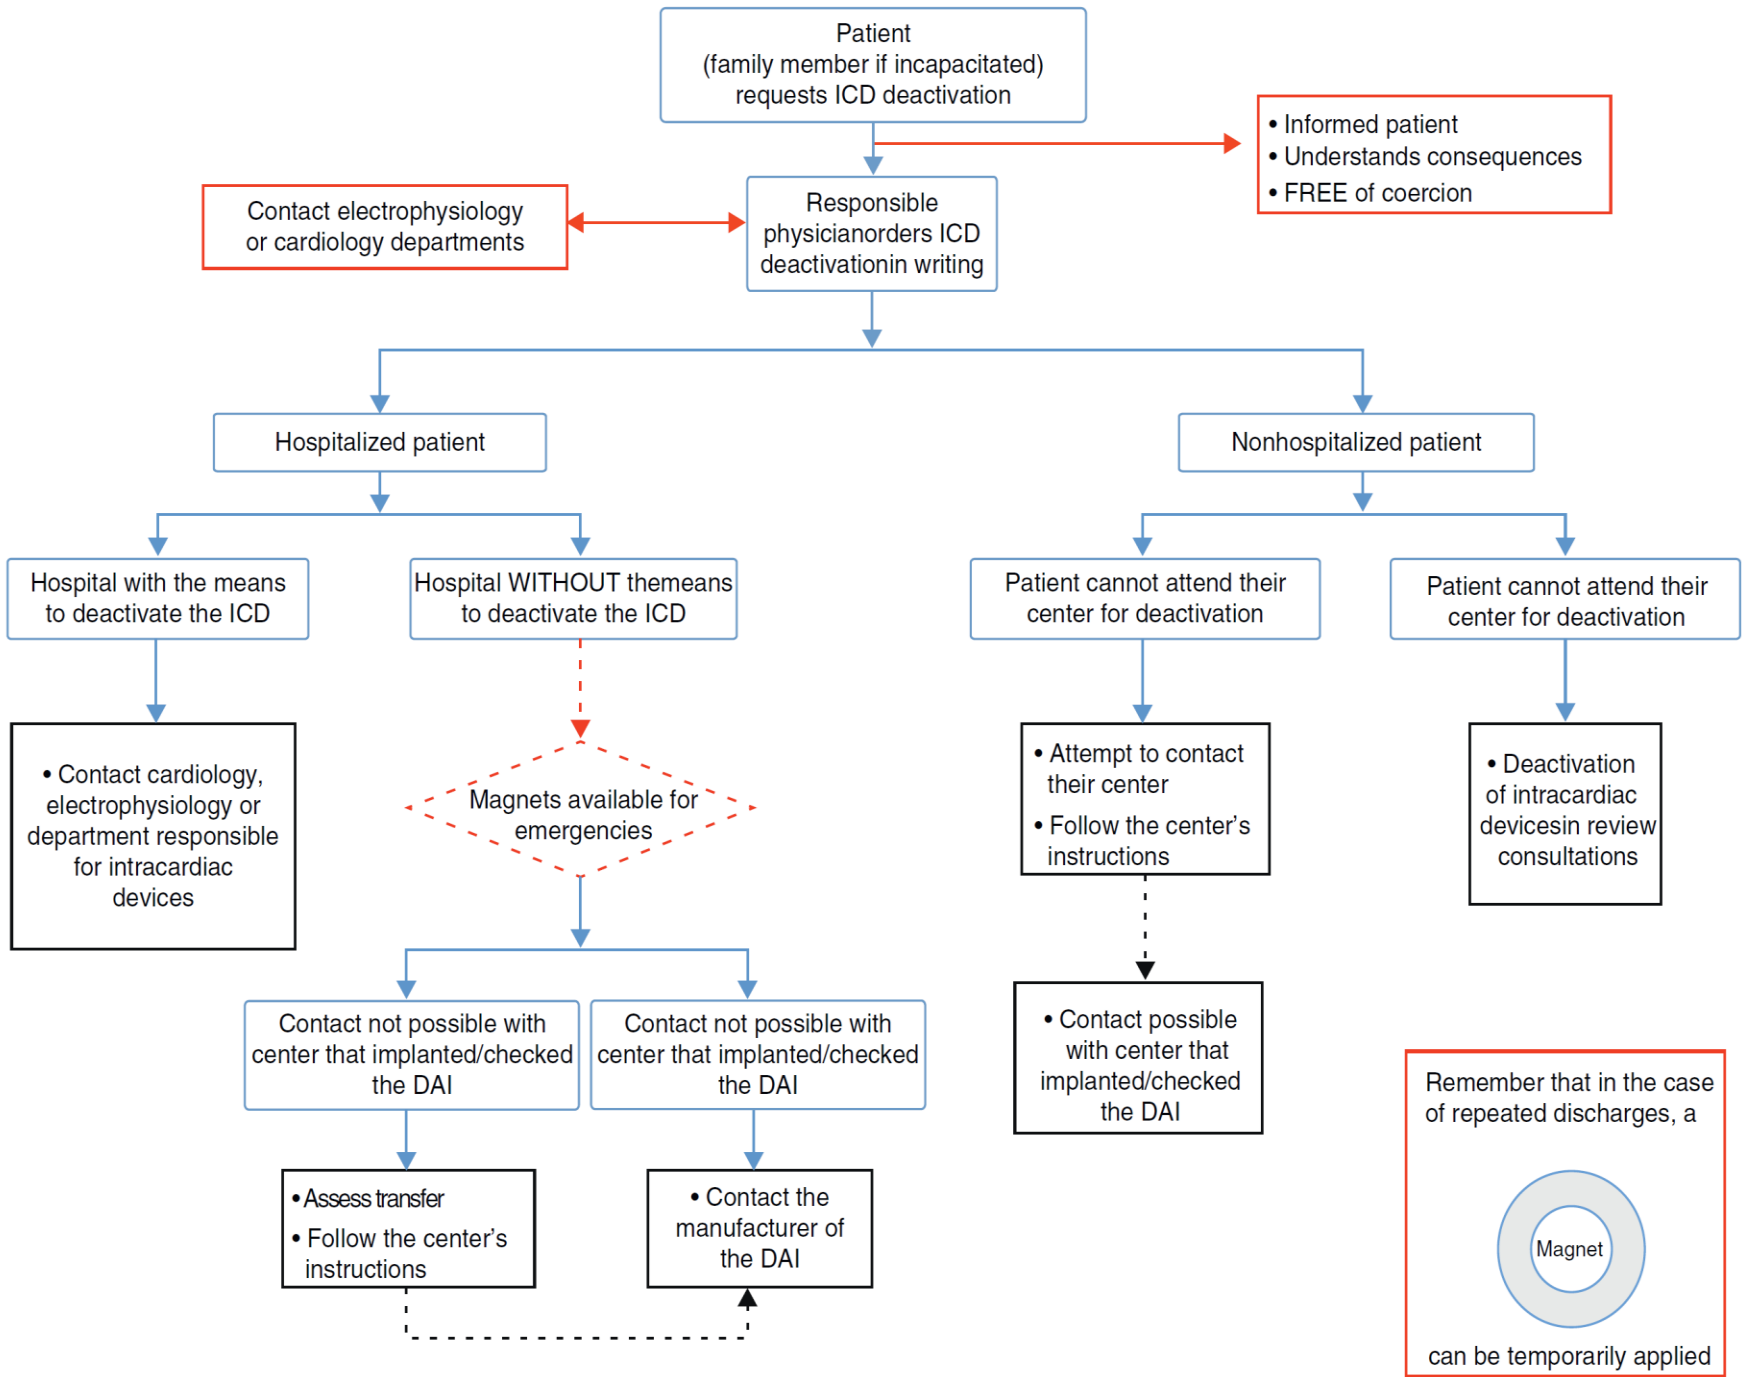 Patient
(family member if incapacitated)
requests ICD deactivation
• Informed patient
• Understands consequences
• FREE of coercion
Contact electrophysiology
or cardiology departments
Responsible
physicianorders ICD
deactivationin writing
Hospitalized patient
Nonhospitalized patient
Hospital with the means
to deactivate the ICD
Hospital WITHOUT themeans
to deactivate the ICD
Patient cannot attend their
center for deactivation
Patient cannot attend their
center for deactivation
• Contact cardiology,
electrophysiology or
department responsible
for intracardiac
devices
Magnets available for
emergencies
• Attempt to contact
their center
• Follow the center's
instructions
• Deactivation
of intracardiac
devicesin review
consultations
Contact not possible with
center that implanted/checked
the DAI
Contact not possible with
center that implanted/checked
the DAI
• Contact possible
with center that
implanted/checked
the DAI
• Assess transfer
• Follow the center's
instructions
• Contact the
manufacturer of
the DAI
Remember that in the case
of repeated discharges, a
Magnet
can be temporarily applied